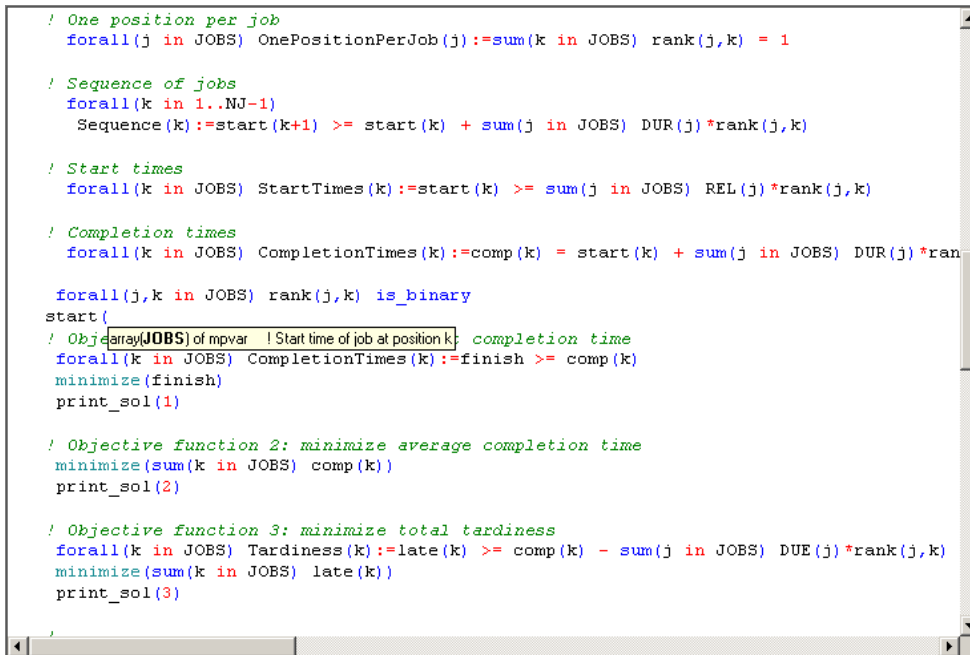 ! One position per job
forall(j in JOBS) OnePositionPerJob(j):=sum(k in JOBS) rank(j,k) = 1
! Sequence of jobs
forall(k in 1..NJ-1)
Sequence(k):=start(k+1) >= start(k) + sum(j in JOBS) DUR(j)*rank(j,k)
! Start times
forall(k in JOBS) StartTimes(k):=start(k) >= sum(j in JOBS) REL(j)*rank(j,k)
! Completion times
forall(k in JOBS) CompletionTimes(k):=comp(k) = start(k) + sum(j in JOBS) DUR(j)*ran
forall(j,k in JOBS) rank(j,k) is_binary
start(
! Obje array(JOBS) of mpvar ! Start time of job at position k completion time
forall(k in JOBS) CompletionTimes(k):=finish >= comp(k)
minimize(finish)
print_sol(1)
! Objective function 2: minimize average completion time
minimize(sum(k in JOBS) comp(k))
print_sol(2)
! Objective function 3: minimize total tardiness
forall(k in JOBS) Tardiness(k):=late(k) >= comp(k) - sum(j in JOBS) DUE(j)*rank(j,k)
minimize(sum(k in JOBS) late(k))
print_sol(3)